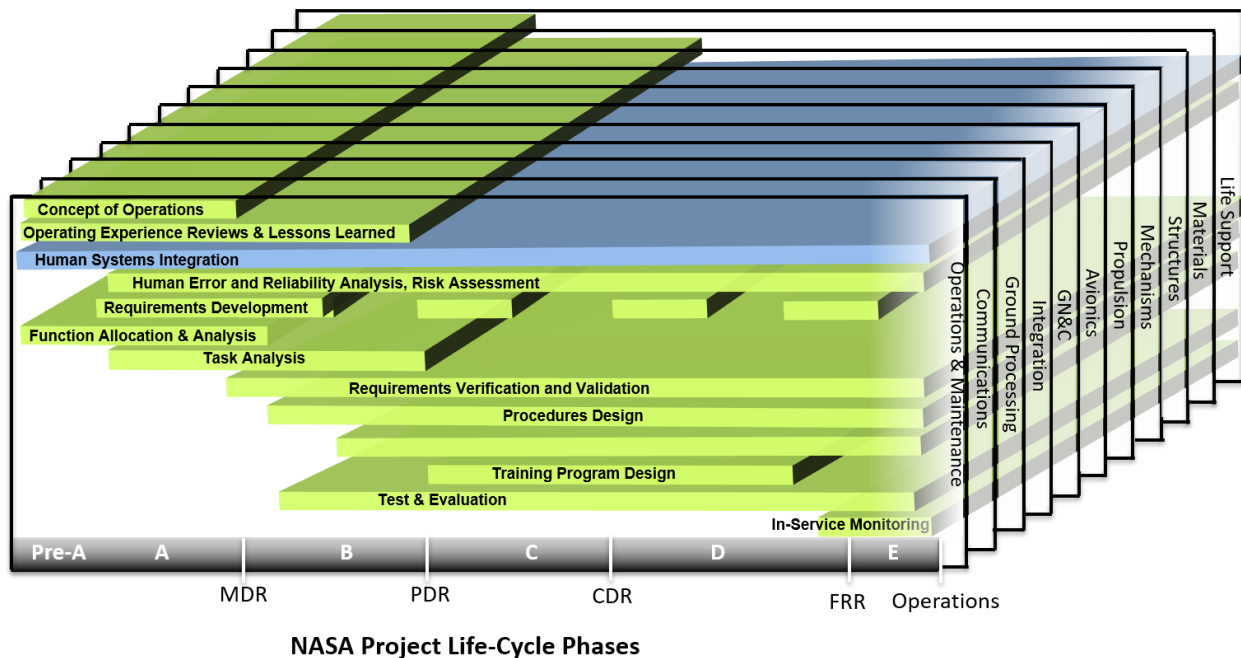 Concept of Operations
Operating Experience Reviews & Lessons Learned
Human Systems Integration
Human Error and Reliability Analysis, Risk Assessment
Requirements Development
Function Allocation & Analysis
Task Analysis
Requirements Verification and Validation
Procedures Design
Training Program Design
Test & Evaluation
In-Service Monitoring
Operations & Maintenance
Communications
Ground Processing
Integration
GN&C
Avionics
Propulsion
Mechanisms
Structures
Materials
Life Support
Pre-A A B C D E
MDR PDR CDR FRR Operations
NASA Project Life-Cycle Phases